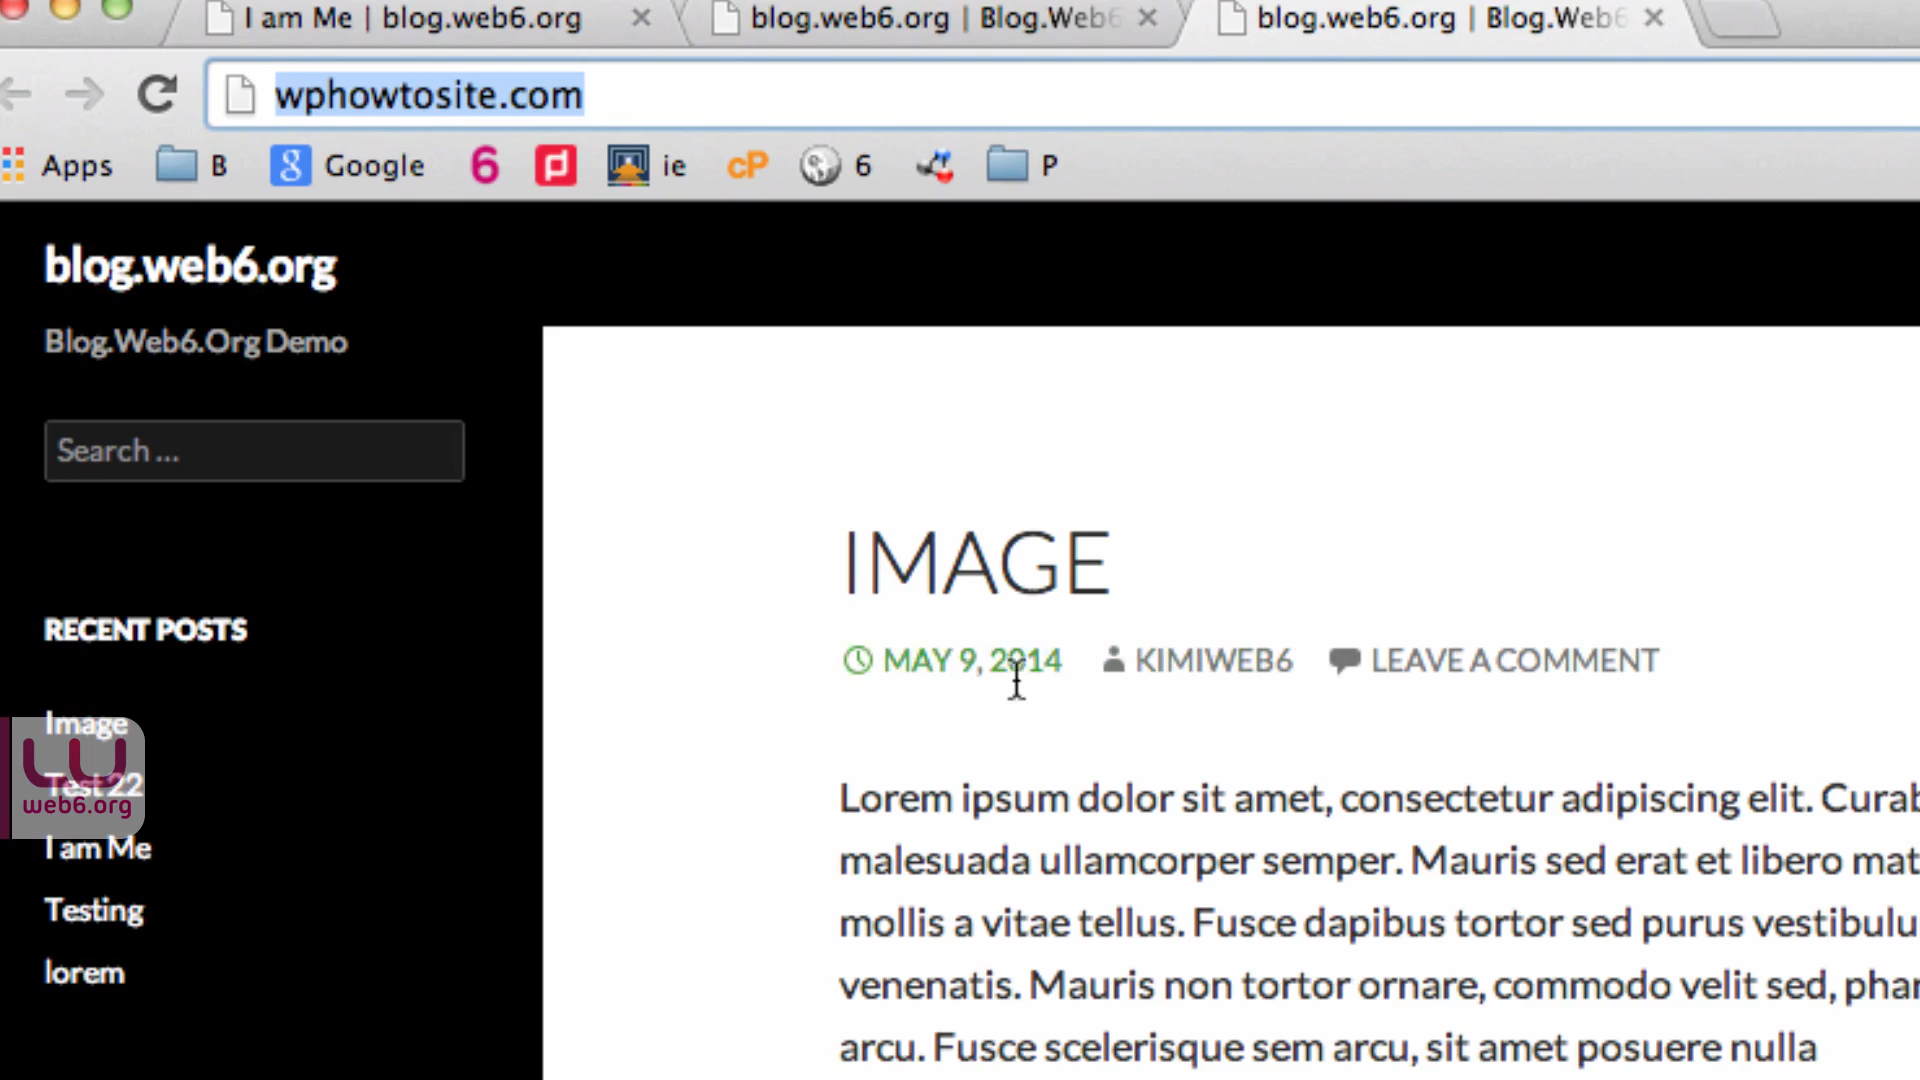 I am Me | blog.web6.org
blog.web6.org | Blog.Web6
blog.web6.org | Blog.Web6
wphowtosite.com
Apps B Google 6 ie cP 6 P
blog.web6.org
Blog.Web6.Org Demo
Search ...
RECENT POSTS
Image
Test 22
web6.org
I am Me
Testing
lorem
IMAGE
MAY 9, 2014 KIMIWEB6 LEAVE A COMMENT
Lorem ipsum dolor sit amet, consectetur adipiscing elit. Curab
malesuada ullamcorper semper. Mauris sed erat et libero mat
mollis a vitae tellus. Fusce dapibus tortor sed purus vestibulu
venenatis. Mauris non tortor ornare, commodo velit sed, phar
arcu. Fusce scelerisque sem arcu, sit amet posuere nulla